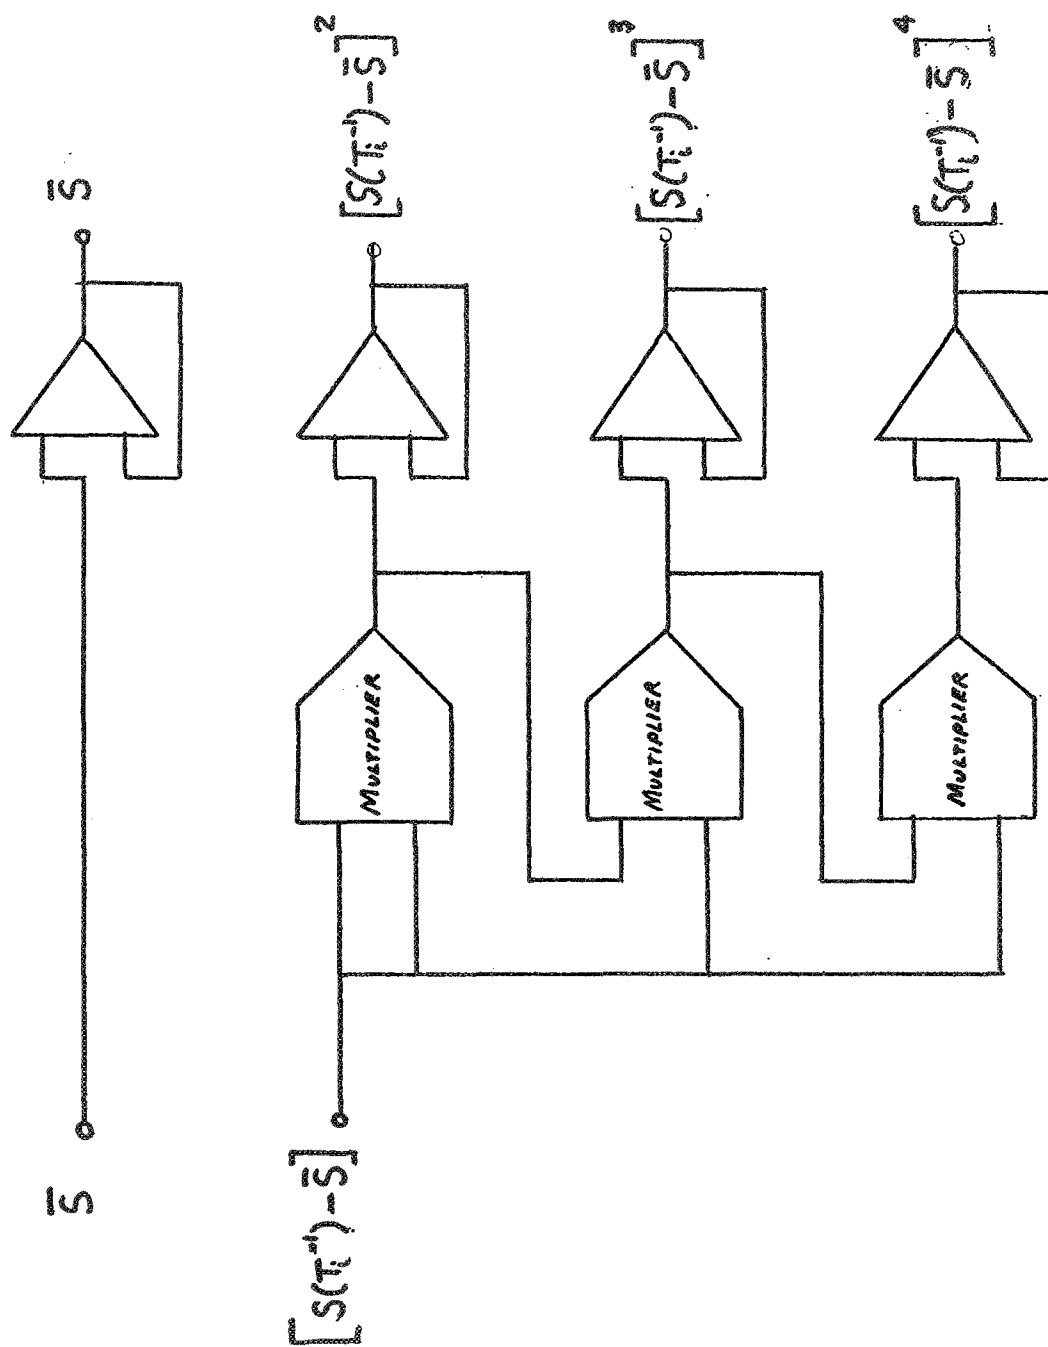 S̄
S̄
[S(Tᵢ⁻¹)–S̄]
MULTIPLIER
[S(Tᵢ⁻¹)–S̄]²
MULTIPLIER
[S(Tᵢ⁻¹)–S̄]³
MULTIPLIER
[S(Tᵢ⁻¹)–S̄]⁴